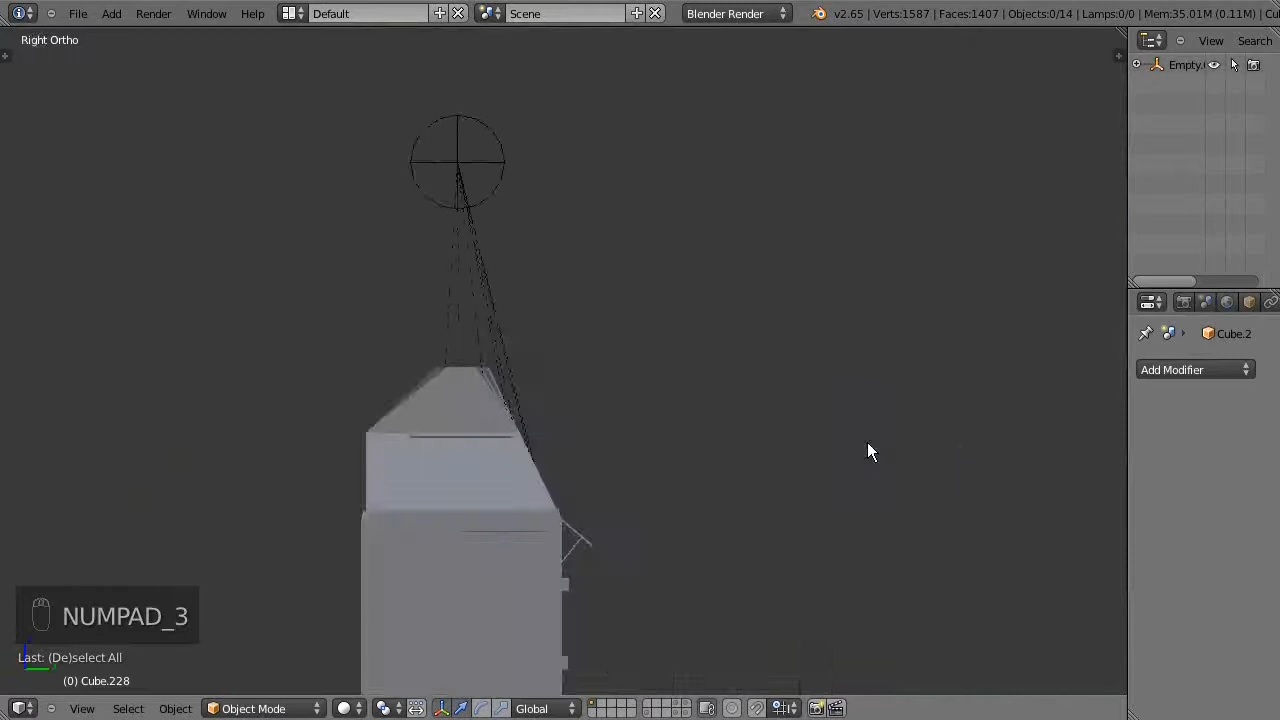 File Add Render Window Help Default Scene Blender Render v2.65 | Verts:1587 | Faces:1407 | Objects:0/14 | Lamps:0/0 | Mem:35.01M (0.11M) | Cu
Right Ortho
View Search
Empty.
Cube.2
Add Modifier
NUMPAD_3
Last: (De)select All
(0) Cube.228
View Select Object Object Mode Global